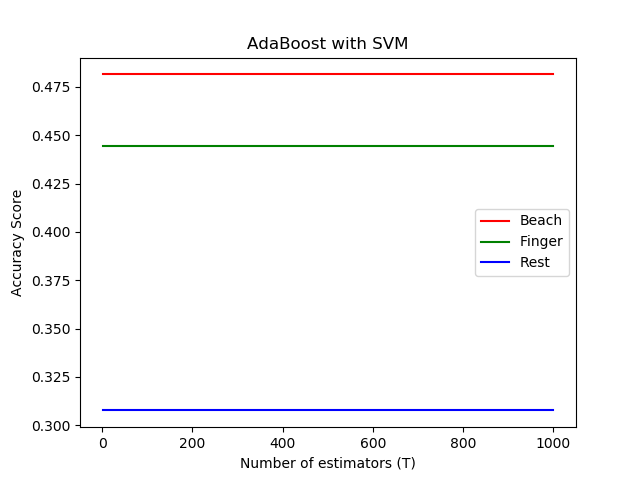 AdaBoost with SVM
Accuracy Score
0.475
0.450
0.425
0.400
0.375
0.350
0.325
0.300
Beach
Finger
Rest
0 200 400 600 800 1000
Number of estimators (T)